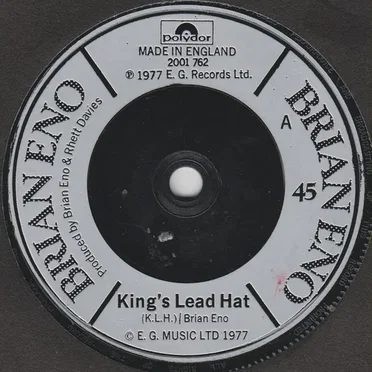 polydor
MADE IN ENGLAND
2001 762
℗ 1977 E. G. Records Ltd.
BRIAN ENO
Produced by Brian Eno & Rhett Davies
A
45
BRIAN ENO
King's Lead Hat
(K.L.H.) | Brian Eno
© E. G. MUSIC LTD 1977